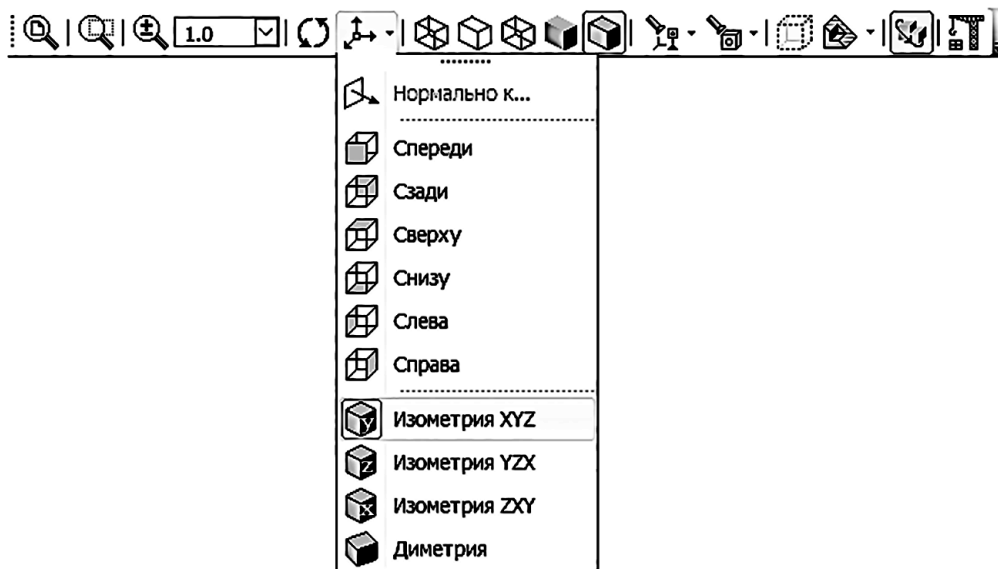 1.0
Нормально к...
Спереди
Сзади
Сверху
Снизу
Слева
Справа
y Изометрия XYZ
z Изометрия YZX
x Изометрия ZXY
Диметрия